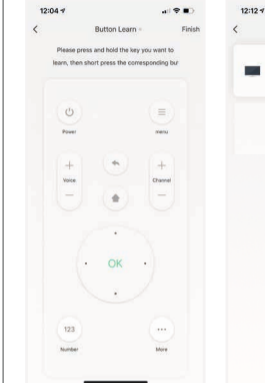 12:04
12:12
Button Learn
Finish
Please press and hold the key you want to
learn, then short press the corresponding bur
Power
menu
Voice
Channel
OK
123
Number
More